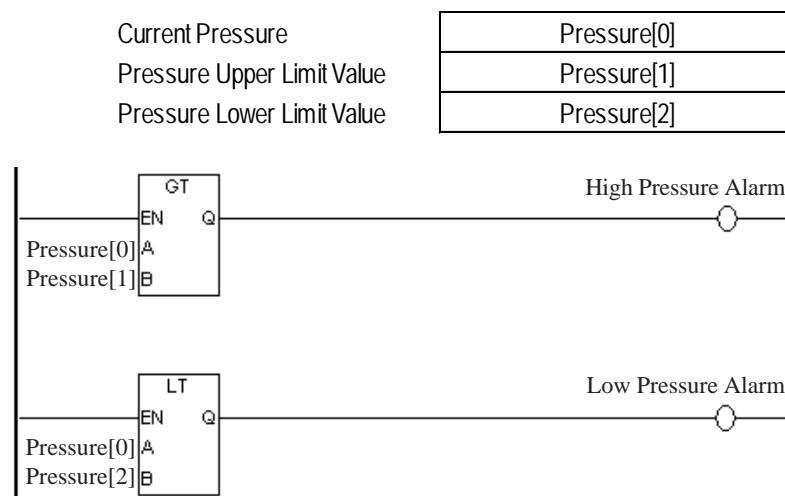 Current Pressure Pressure[0]
Pressure Upper Limit Value Pressure[1]
Pressure Lower Limit Value Pressure[2]
GT High Pressure Alarm
EN Q
Pressure[0] A
Pressure[1] B
LT Low Pressure Alarm
EN Q
Pressure[0] A
Pressure[2] B